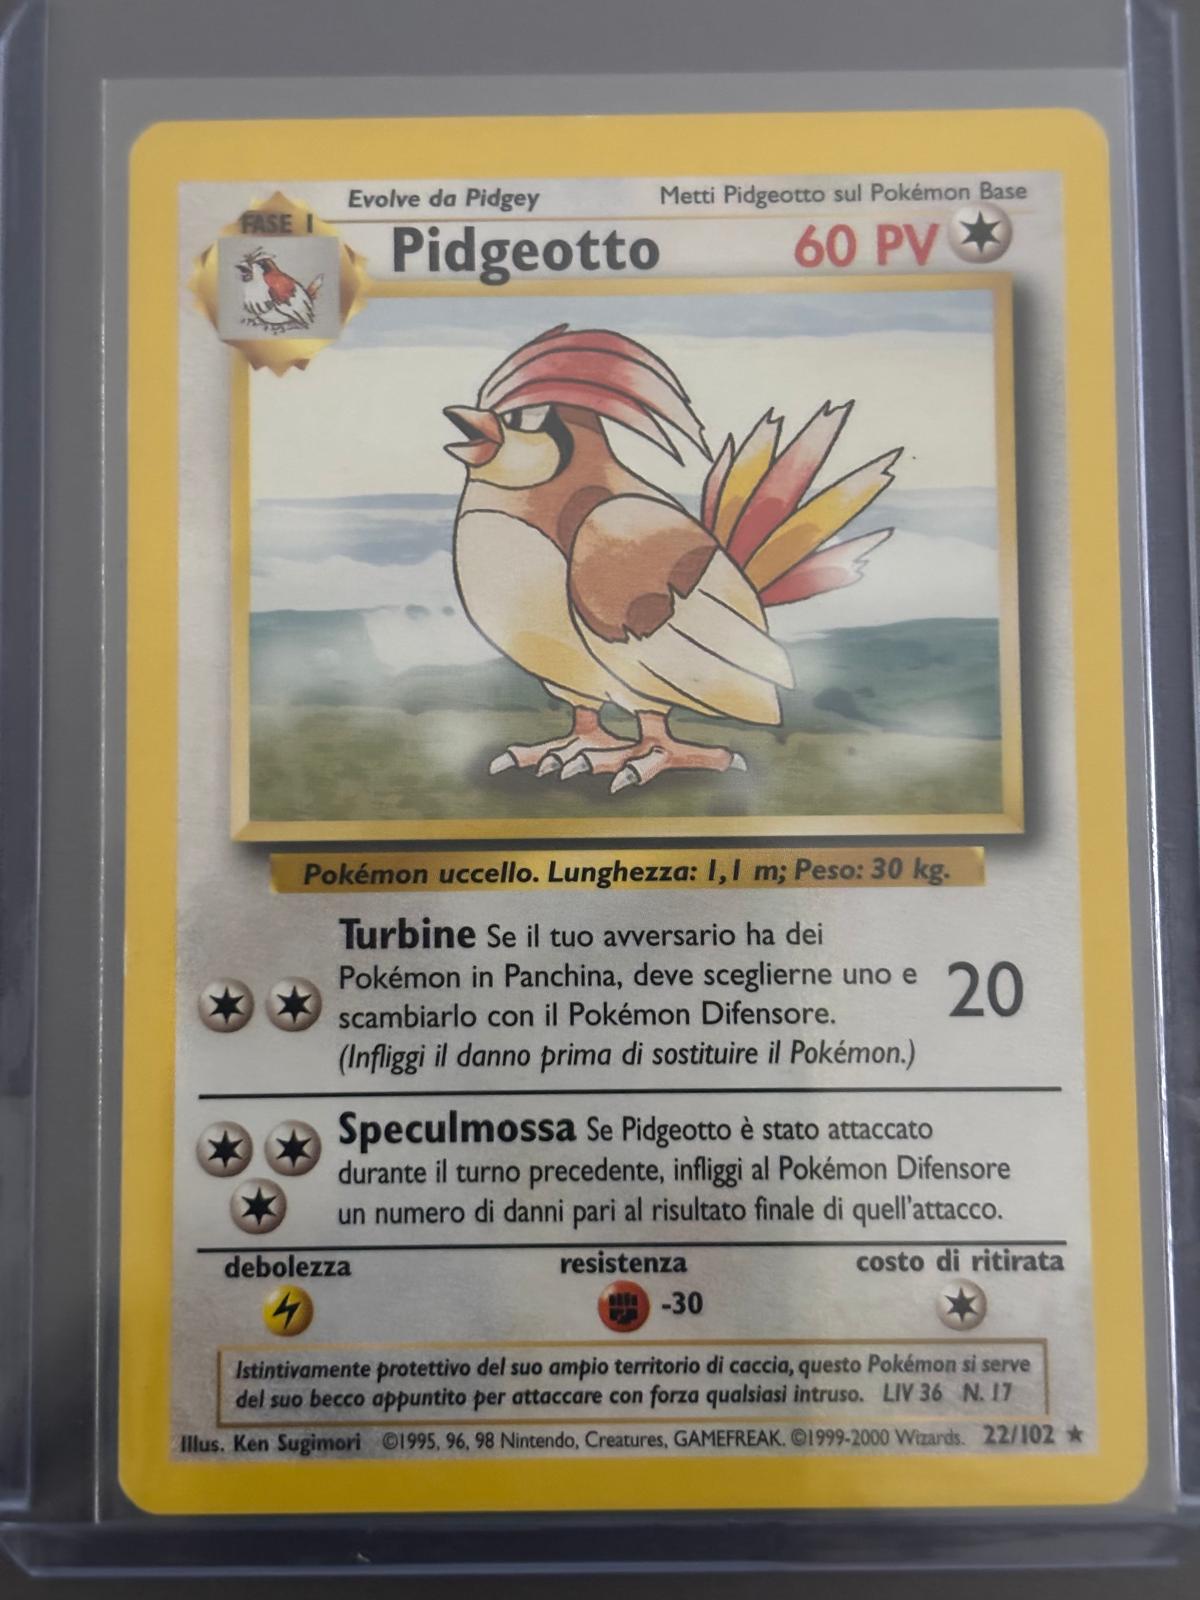 Evolve da Pidgey
Metti Pidgeotto sul Pokémon Base
FASE 1
Pidgeotto
60 PV
Pokémon uccello. Lunghezza: 1,1 m; Peso: 30 kg.
Turbine Se il tuo avversario ha dei
Pokémon in Panchina, deve sceglierne uno e
scambiarlo con il Pokémon Difensore.
(Infliggi il danno prima di sostituire il Pokémon.)
20
Speculmossa Se Pidgeotto è stato attaccato
durante il turno precedente, infliggi al Pokémon Difensore
un numero di danni pari al risultato finale di quell'attacco.
debolezza
resistenza
costo di ritirata
-30
Istintivamente protettivo del suo ampio territorio di caccia, questo Pokémon si serve
del suo becco appuntito per attaccare con forza qualsiasi intruso. LIV 36 N. 17
Illus. Ken Sugimori ©1995, 96, 98 Nintendo, Creatures, GAMEFREAK. ©1999-2000 Wizards. 22/102 ★